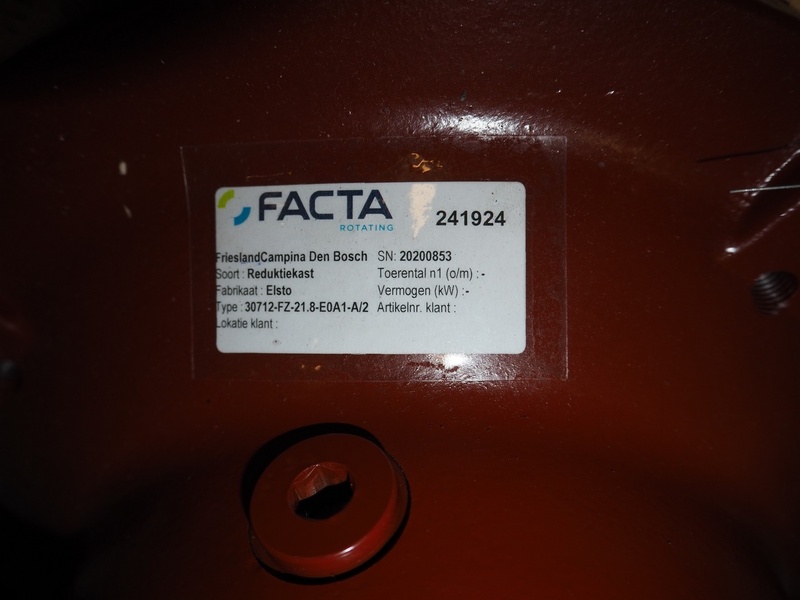 FACTA
ROTATING
241924
FrieslandCampina Den Bosch SN: 20200853
Soort : Reduktiekast Toerental n1 (o/m) : -
Fabrikaat : Elsto Vermogen (kW) :-
Type : 30712-FZ-21.8-E0A1-A/2 Artikelnr. klant :
Lokatie klant :